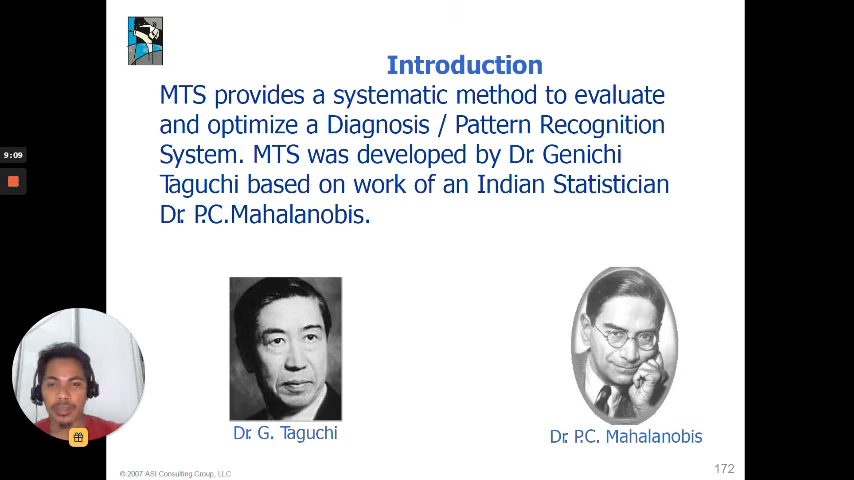 Introduction
MTS provides a systematic method to evaluate
and optimize a Diagnosis / Pattern Recognition
System. MTS was developed by Dr. Genichi
Taguchi based on work of an Indian Statistician
Dr. P.C.Mahalanobis.
9:09
Dr. G. Taguchi
Dr. P.C. Mahalanobis
© 2007 ASI Consulting Group, LLC
172